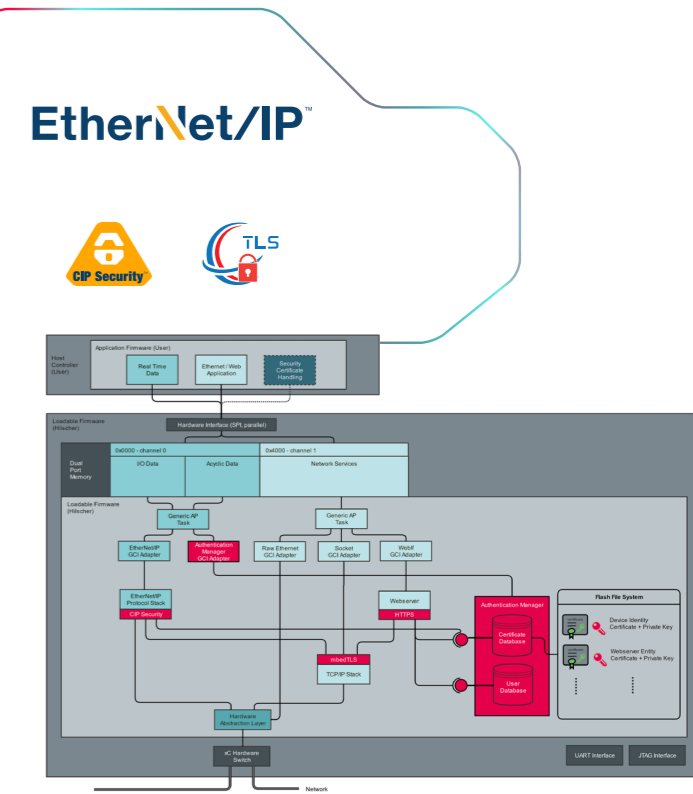 EtherNet/IP™
CIP Security™
TLS
Host
Controller
(User)
Application Firmware (User)
Real Time
Data
Ethernet / Web
Application
Security
Certificate
Handling
Loadable Firmware
(Hilscher)
Hardware Interface (SPI, parallel)
Dual
Port
Memory
0x0000 - channel 0
0x4000 - channel 1
I/O Data
Acyclic Data
Network Services
Loadable Firmware
(Hilscher)
Generic AP
Task
Generic AP
Task
EtherNet/IP
GCI Adapter
Authentication
Manager
GCI Adapter
Raw Ethernet
GCI Adapter
Socket
GCI Adapter
WebIf
GCI Adapter
EtherNet/IP
Protocol Stack
CIP Security
Webserver
HTTPS
Authentication Manager
Certificate
Database
User
Database
Flash File System
certificate
Device Identity
Certificate + Private Key
certificate
Webserver Entity
Certificate + Private Key
mbedTLS
TCP/IP Stack
Hardware
Abstraction Layer
xC Hardware
Switch
UART Interface
JTAG Interface
Network